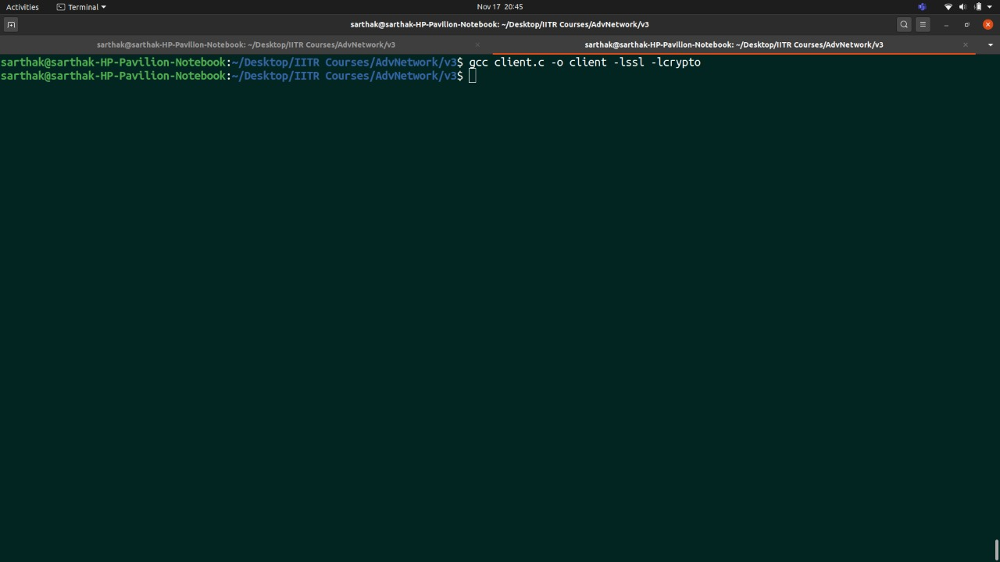 Activities
Terminal
Nov 17 20:45
sarthak@sarthak-HP-Pavilion-Notebook: ~/Desktop/IITR Courses/AdvNetwork/v3
sarthak@sarthak-HP-Pavilion-Notebook: ~/Desktop/IITR Courses/AdvNetwork/v3
sarthak@sarthak-HP-Pavilion-Notebook: ~/Desktop/IITR Courses/AdvNetwork/v3
sarthak@sarthak-HP-Pavilion-Notebook:~/Desktop/IITR Courses/AdvNetwork/v3$ gcc client.c -o client -lssl -lcrypto
sarthak@sarthak-HP-Pavilion-Notebook:~/Desktop/IITR Courses/AdvNetwork/v3$